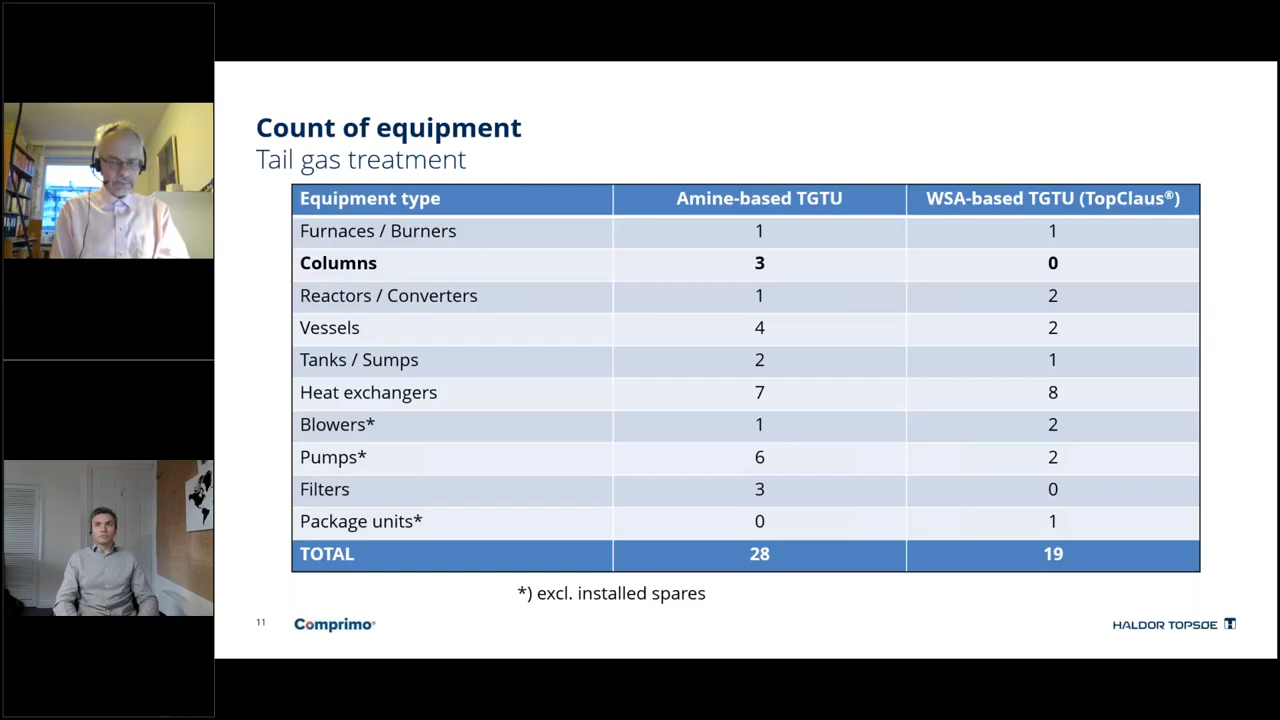 Count of equipment
Tail gas treatment
Equipment type Amine-based TGTU WSA-based TGTU (TopClaus®)
Furnaces / Burners 1 1
Columns 3 0
Reactors / Converters 1 2
Vessels 4 2
Tanks / Sumps 2 1
Heat exchangers 7 8
Blowers* 1 2
Pumps* 6 2
Filters 3 0
Package units* 0 1
TOTAL 28 19
*) excl. installed spares
11 Comprimo® HALDOR TOPSØE